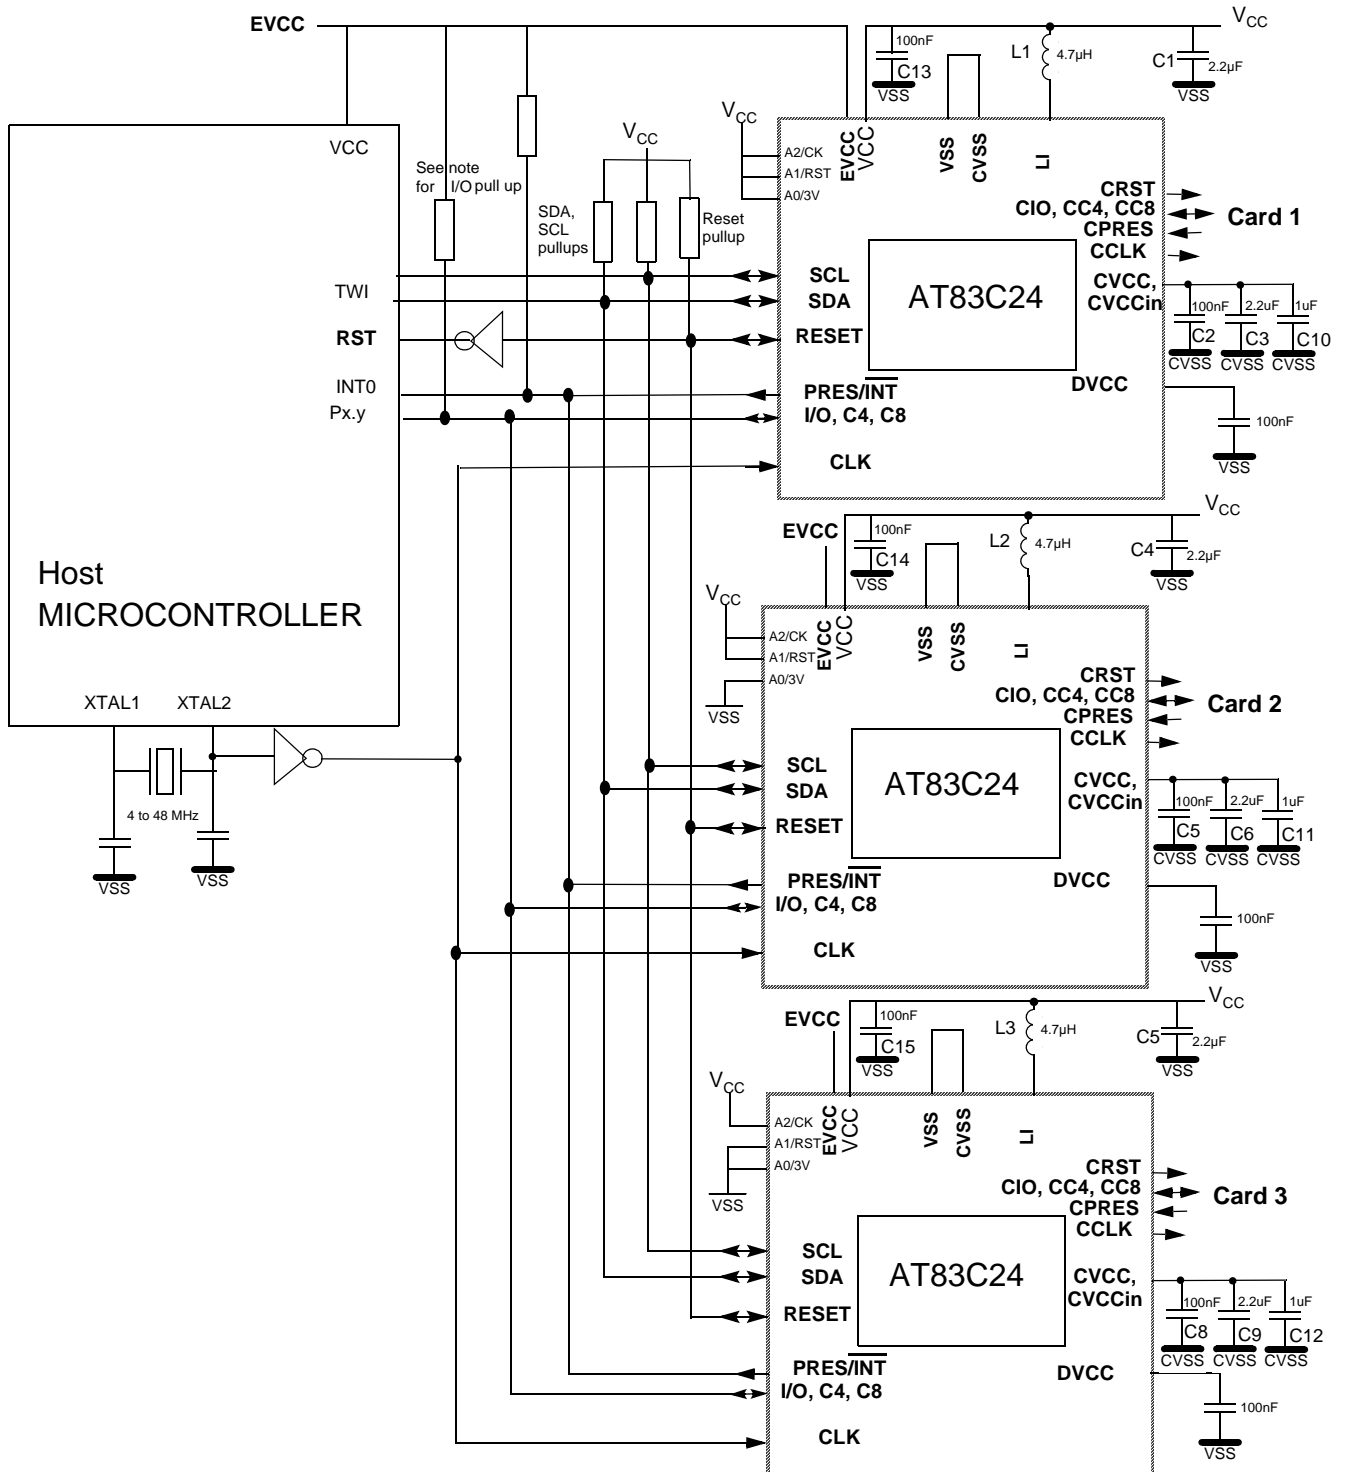 EVCC
VCC
See note
for I/O pull up
SDA,
SCL
pullups
VCC
Reset
pullup
TWI
RST
INT0
Px.y
Host
MICROCONTROLLER
XTAL1
XTAL2
4 to 48 MHz
VSS
VSS
VCC
100nF
C13
VSS
L1
4.7µH
C1
2.2µF
VSS
VCC
A2/CK
A1/RST
A0/3V
EVCC
VCC
VSS
CVSS
LI
CRST
CIO, CC4, CC8
CPRES
CCLK
Card 1
SCL
SDA
RESET
AT83C24
CVCC,
CVCCin
100nF
C2
CVSS
2.2uF
C3
CVSS
1uF
C10
CVSS
PRES/INT
I/O, C4, C8
DVCC
100nF
VSS
CLK
VCC
EVCC
100nF
C14
VSS
L2
4.7µH
C4
2.2µF
VSS
VCC
A2/CK
A1/RST
A0/3V
VSS
EVCC
VCC
VSS
CVSS
LI
CRST
CIO, CC4, CC8
CPRES
CCLK
Card 2
SCL
SDA
RESET
AT83C24
CVCC,
CVCCin
100nF
C5
CVSS
2.2uF
C6
CVSS
1uF
C11
CVSS
PRES/INT
I/O, C4, C8
DVCC
100nF
VSS
CLK
VCC
EVCC
100nF
C15
VSS
L3
4.7µH
C5
2.2µF
VSS
VCC
A2/CK
A1/RST
A0/3V
VSS
EVCC
VCC
VSS
CVSS
LI
CRST
CIO, CC4, CC8
CPRES
CCLK
Card 3
SCL
SDA
RESET
AT83C24
CVCC,
CVCCin
100nF
C8
CVSS
2.2uF
C9
CVSS
1uF
C12
CVSS
PRES/INT
I/O, C4, C8
DVCC
100nF
VSS
CLK